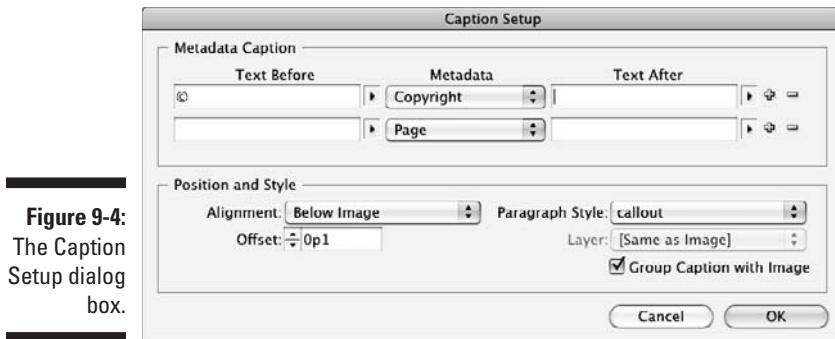 Caption Setup
Metadata Caption
Text Before Metadata Text After
© Copyright
Page
Position and Style
Alignment: Below Image Paragraph Style: callout
Offset: 0p1 Layer: [Same as Image]
Group Caption with Image
Cancel OK
Figure 9-4:
The Caption
Setup dialog
box.